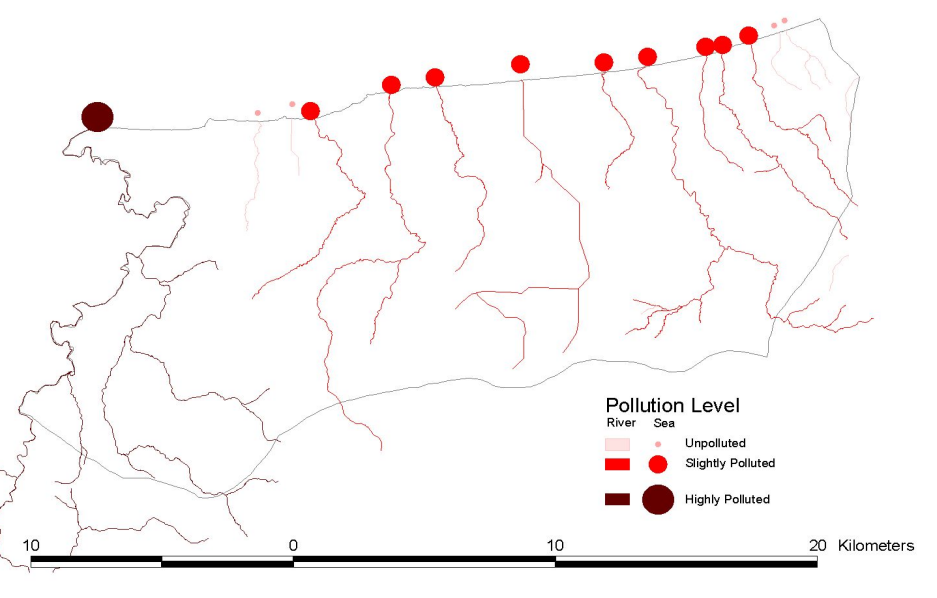 Pollution Level
River Sea
Unpolluted
Slightly Polluted
Highly Polluted
10 0 10 20 Kilometers